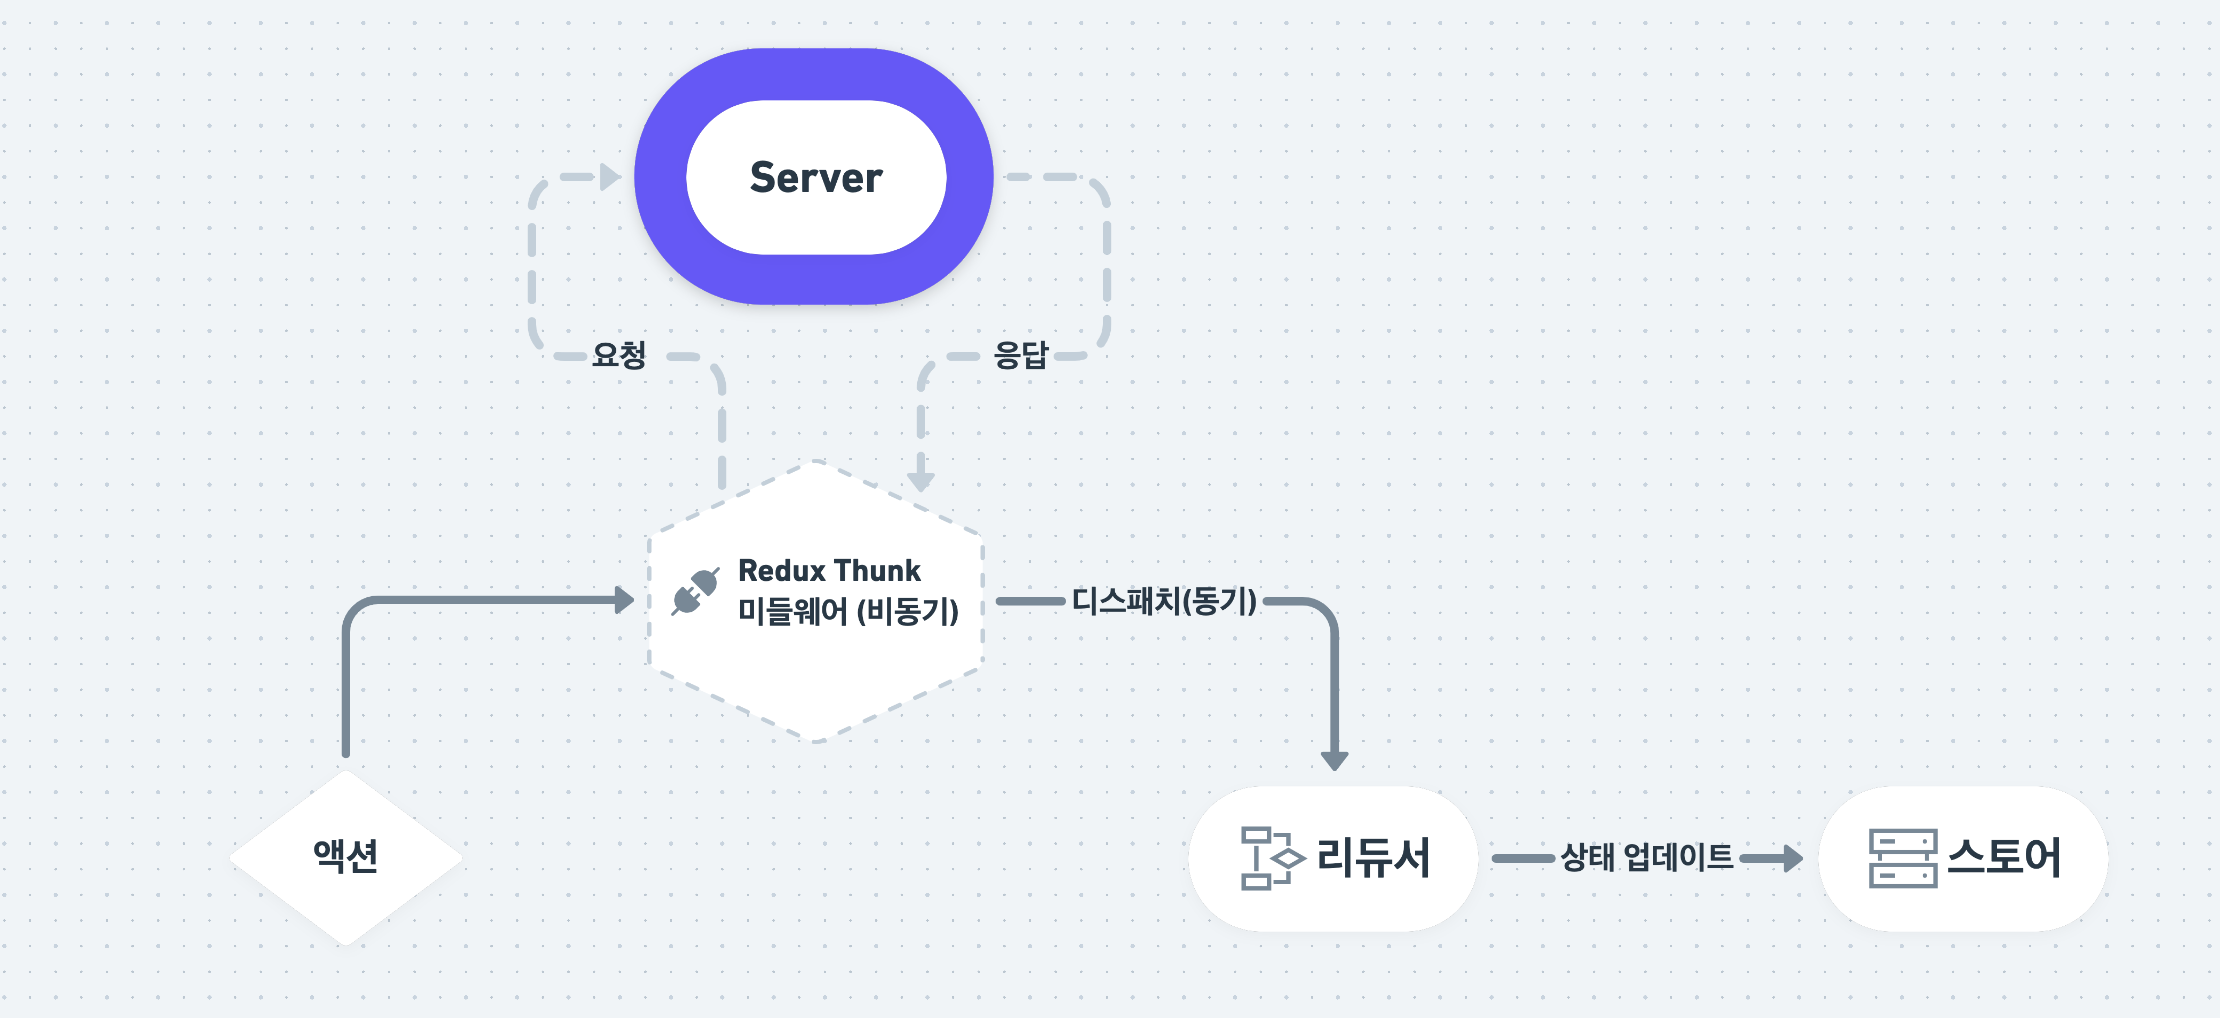 Server
요청
응답
Redux Thunk
미들웨어 (비동기)
디스패치(동기)
액션
리듀서
상태 업데이트
스토어